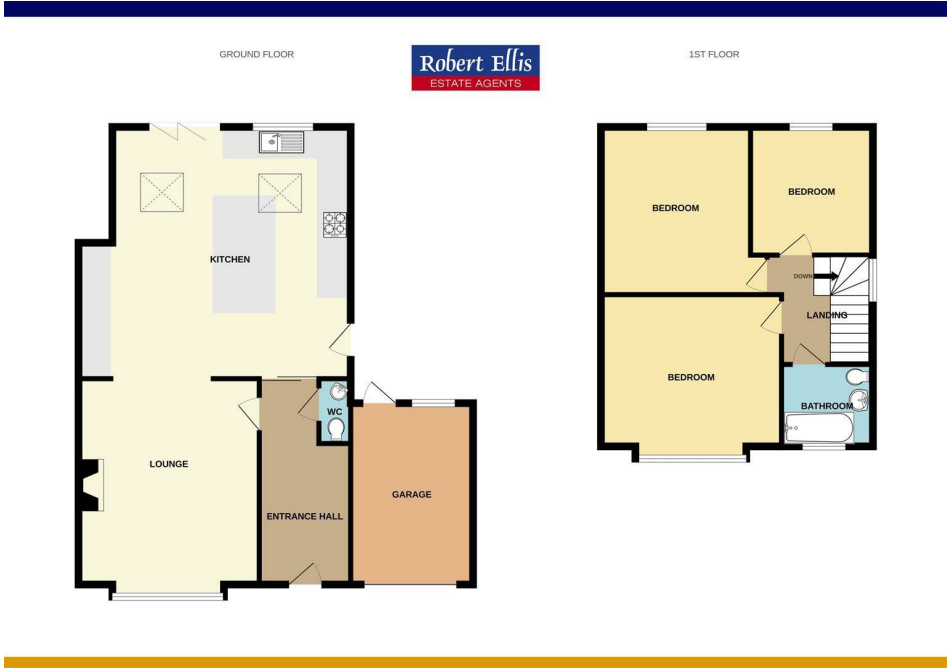 GROUND FLOOR
Robert Ellis
ESTATE AGENTS
1ST FLOOR
KITCHEN
WC
LOUNGE
ENTRANCE HALL
GARAGE
BEDROOM
BEDROOM
DOWN
LANDING
BEDROOM
BATHROOM